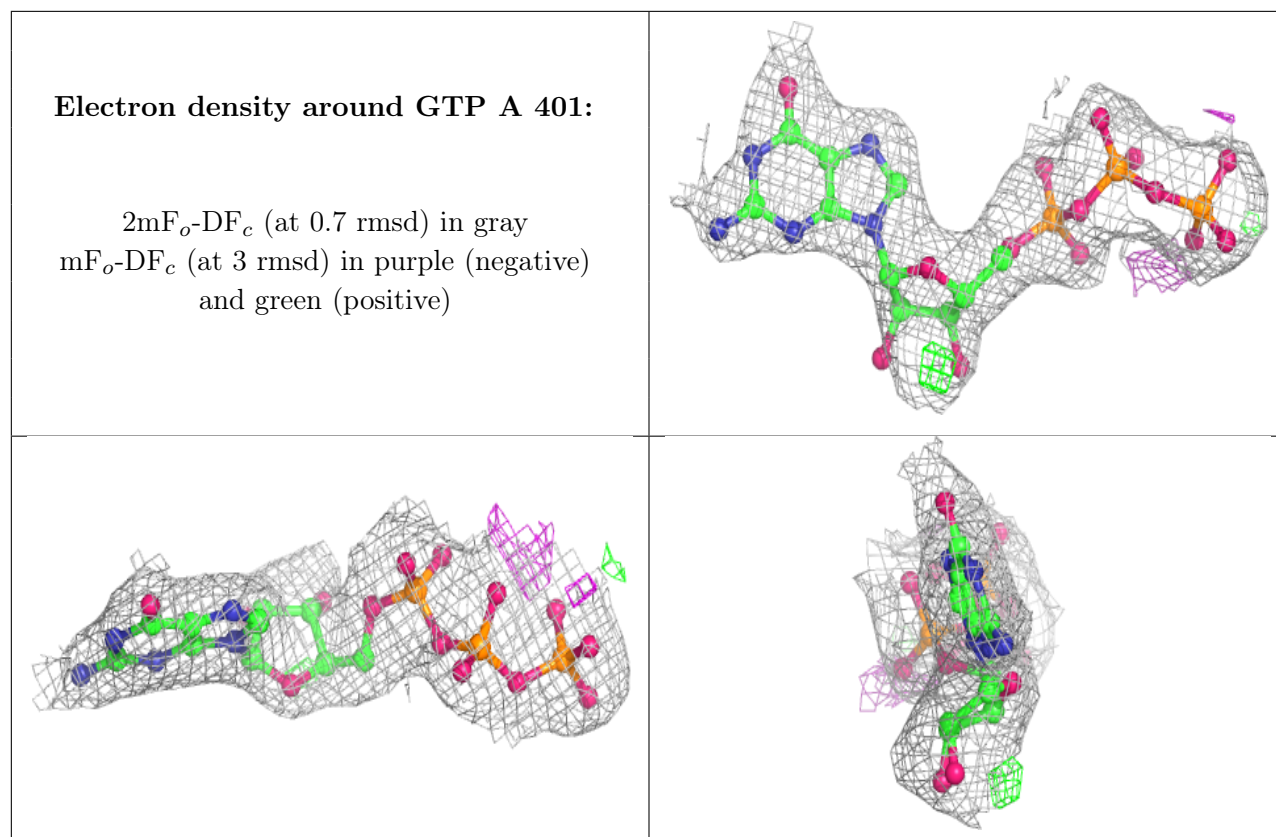 Electron density around GTP A 401:
2mFo-DFc (at 0.7 rmsd) in gray
mFo-DFc (at 3 rmsd) in purple (negative)
and green (positive)